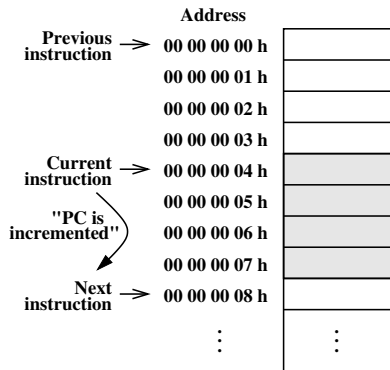 Address
Previous
instruction
00 00 00 00 h
00 00 00 01 h
00 00 00 02 h
00 00 00 03 h
Current
instruction
00 00 00 04 h
00 00 00 05 h
"PC is
incremented"
00 00 00 06 h
00 00 00 07 h
Next
instruction
00 00 00 08 h
⋮ ⋮